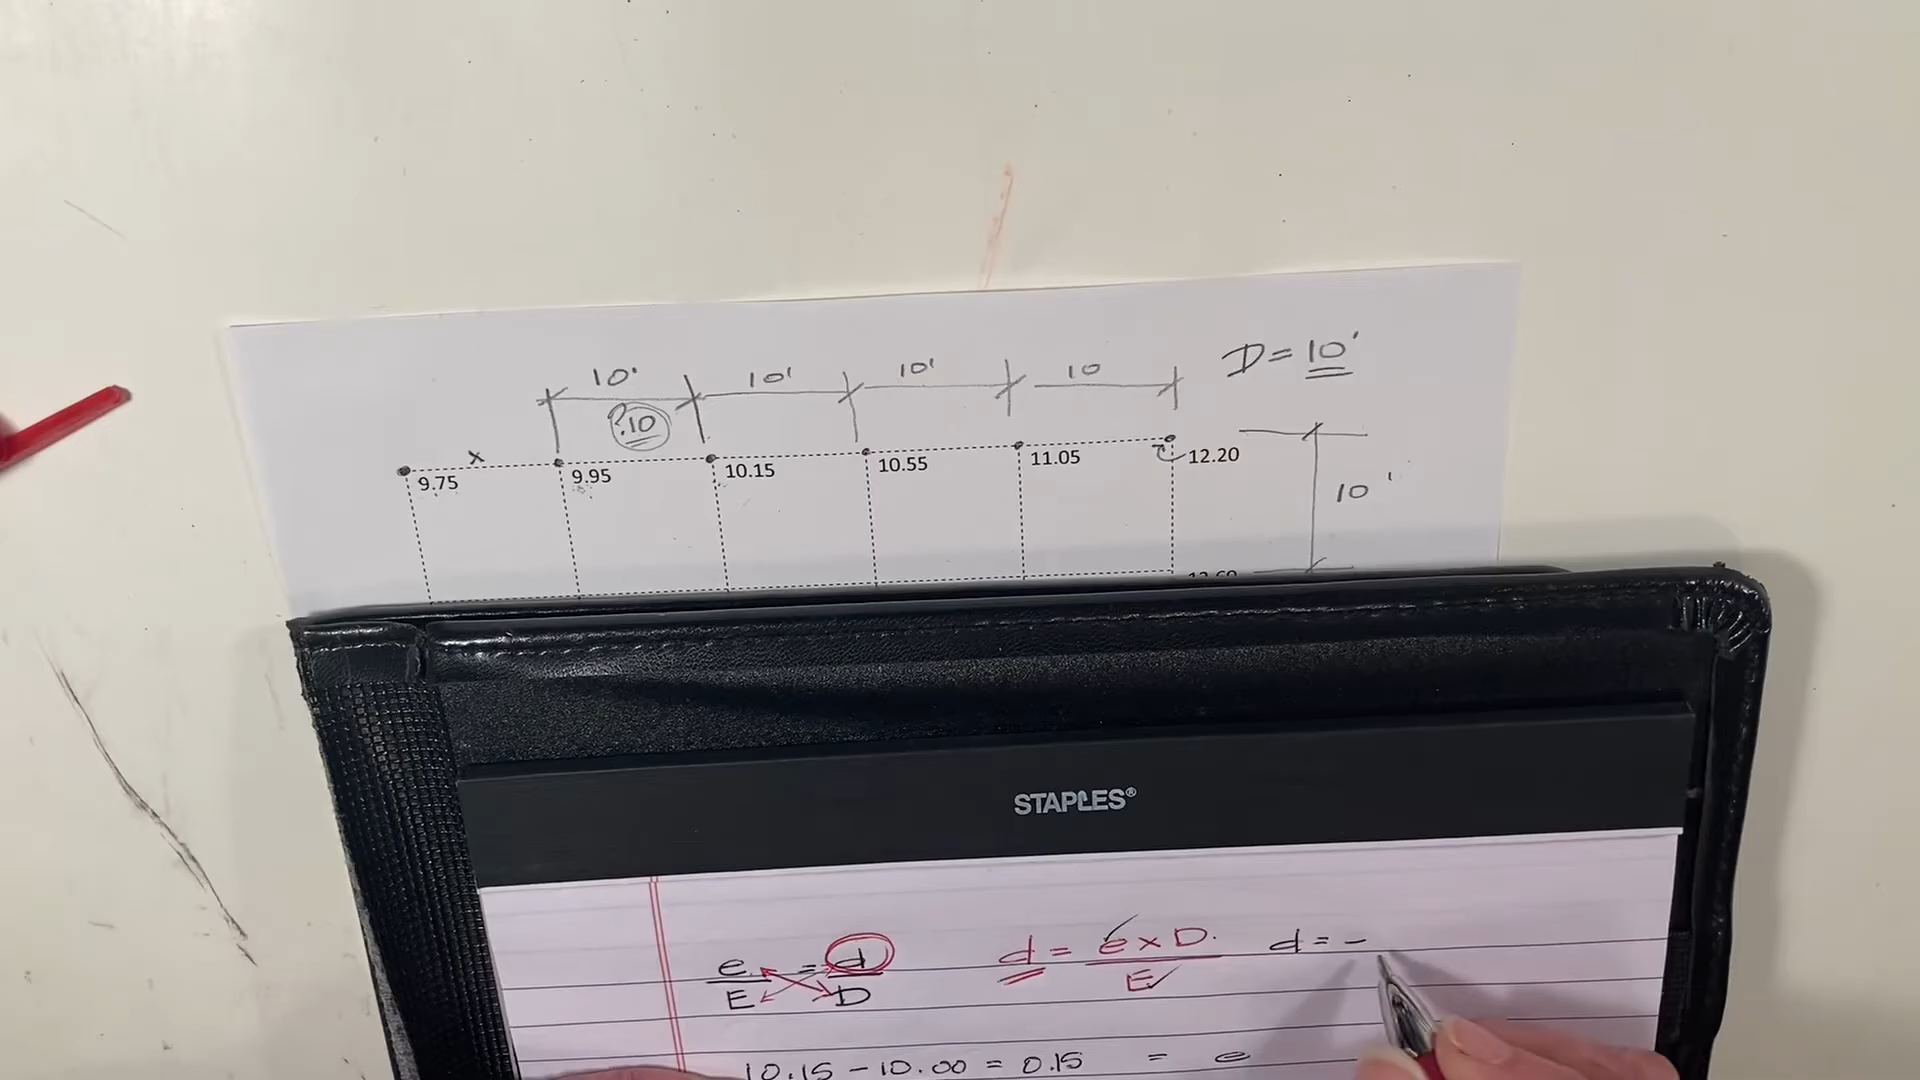 10' 10' 10' 10 D = 10'
?10
x
9.75 9.95 10.15 10.55 11.05 12.20
10'
STAPLES®
e/E = d/D d = e x D./E d = -
10.15 - 10.00 = 0.15 = e